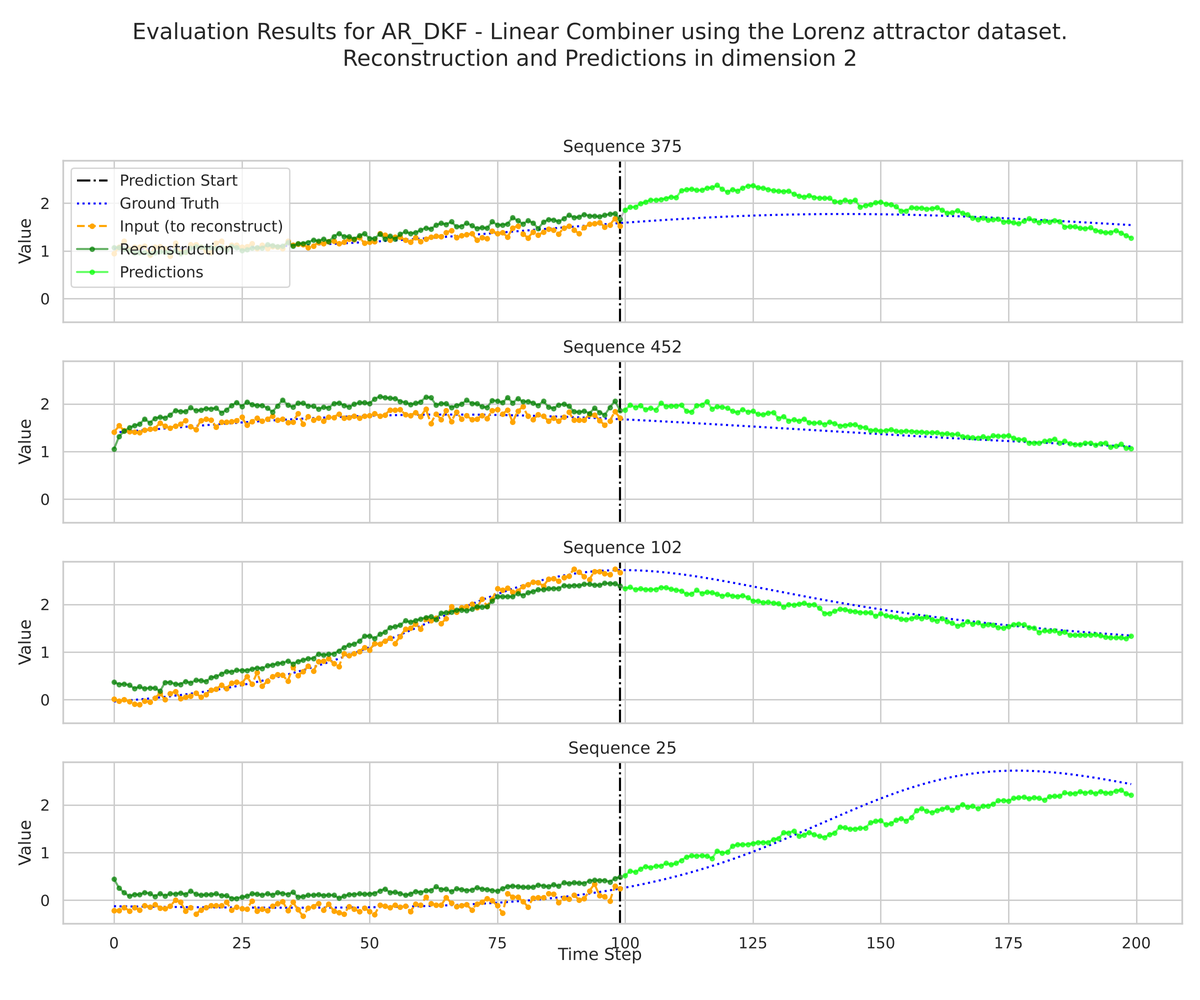 Evaluation Results for AR_DKF - Linear Combiner using the Lorenz attractor dataset.
Reconstruction and Predictions in dimension 2
Sequence 375
Prediction Start
Ground Truth
Input (to reconstruct)
Reconstruction
Predictions
2
1
0
Value
Sequence 452
2
1
0
Value
Sequence 102
2
1
0
Value
Sequence 25
2
1
0
Value
0 25 50 75 100 125 150 175 200
Time Step